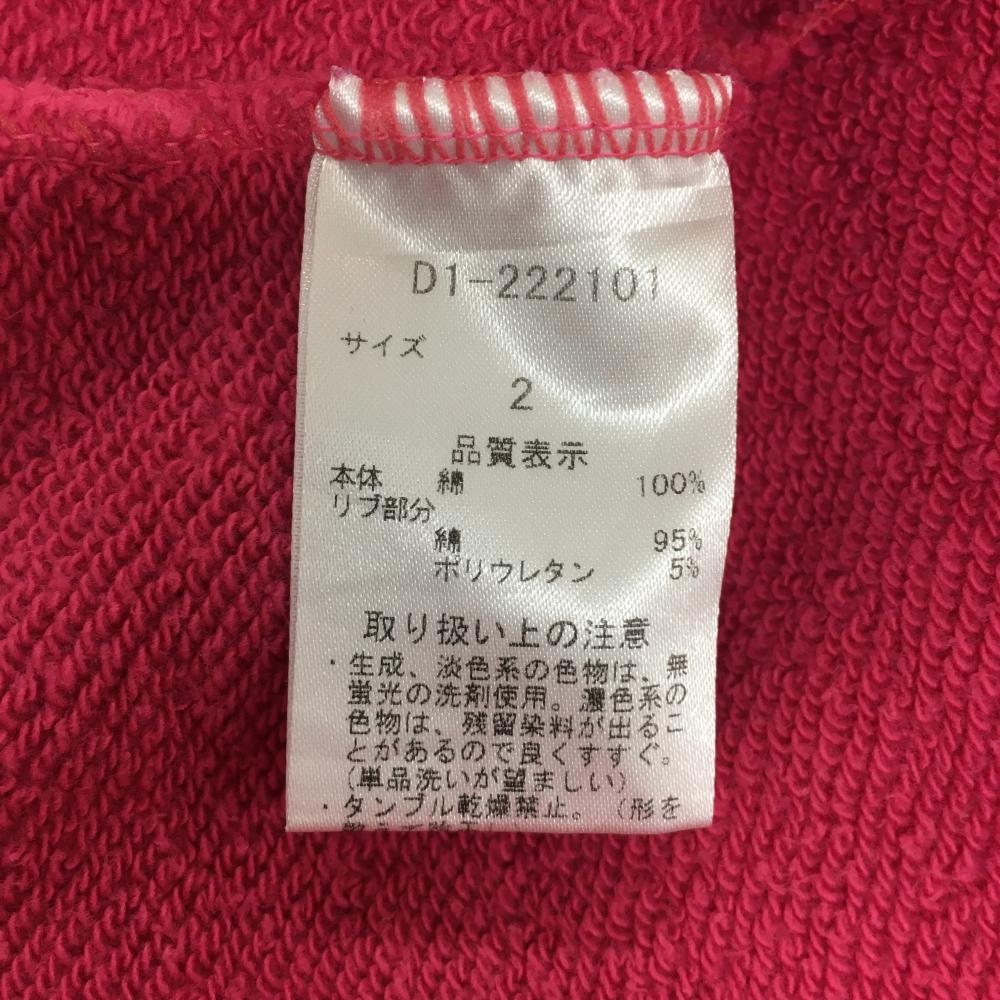 D1-222101
サイズ
2
品質表示
本体 綿 100%
リブ部分
綿 95%
ポリウレタン 5%
取り扱い上の注意
・生成、淡色系の色物は、無
蛍光の洗剤使用。濃色系の
色物は、残留染料が出るこ
とがあるので良くすすぐ。
(単品洗いが望ましい)
・タンブル乾燥禁止。(形を